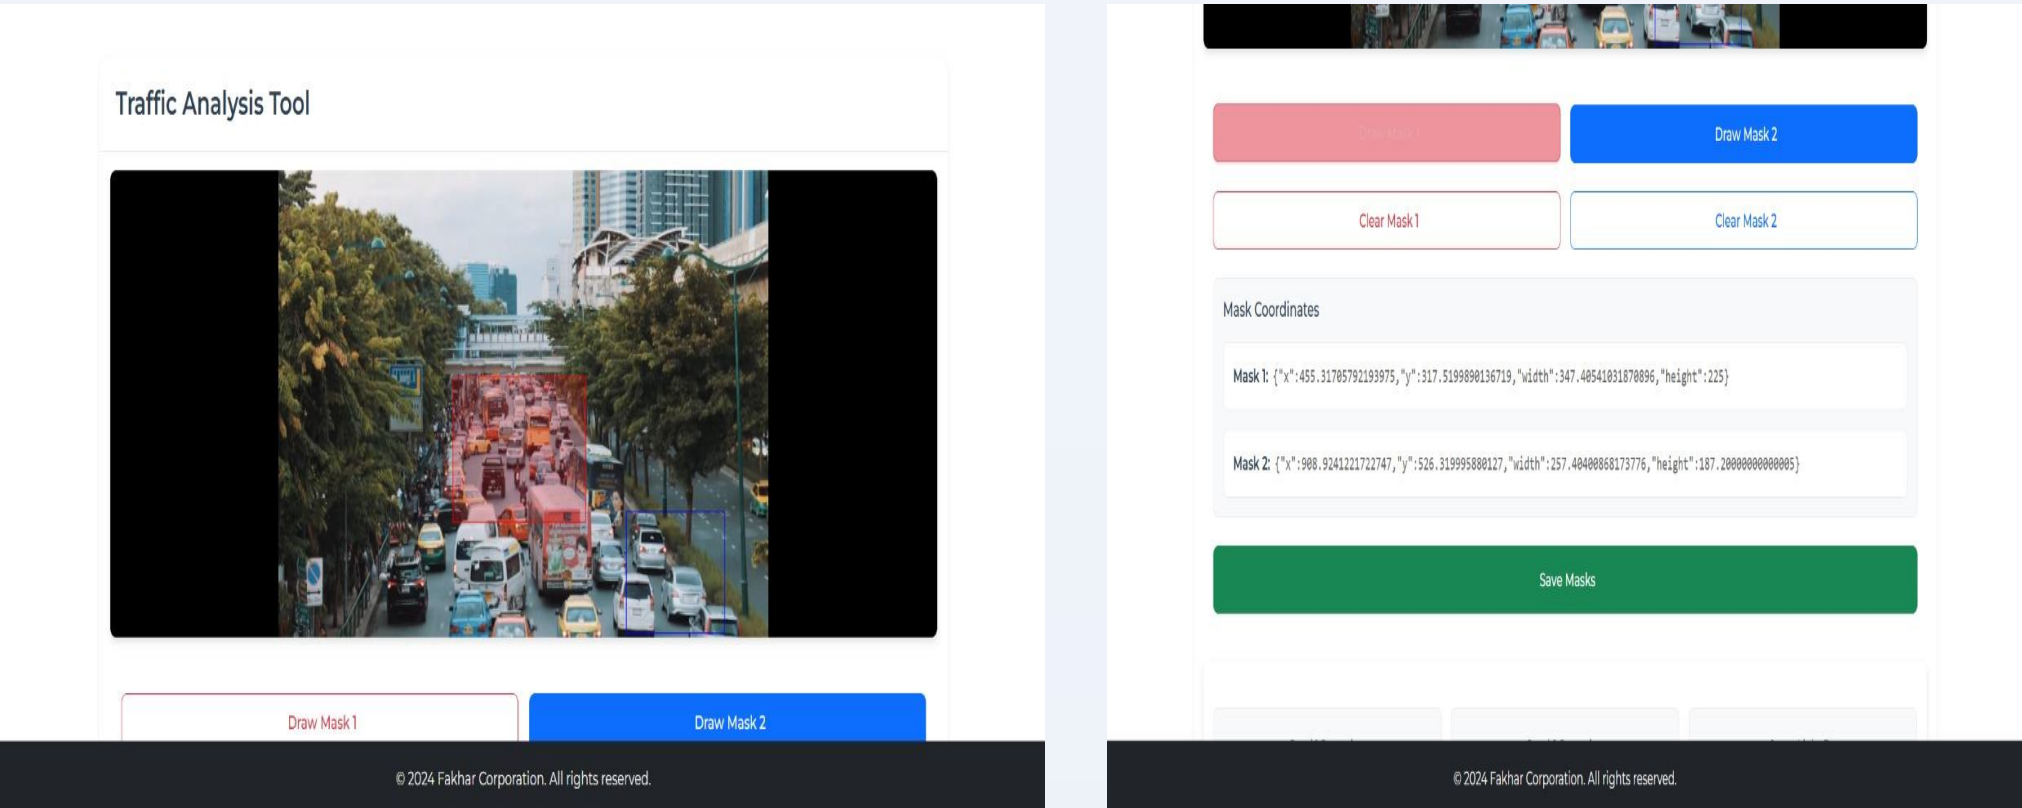 Traffic Analysis Tool
Draw Mask 1
Draw Mask 2
© 2024 Fakhar Corporation. All rights reserved.
Draw Mask 1
Draw Mask 2
Clear Mask 1
Clear Mask 2
Mask Coordinates
Mask 1: {"x":455.31705792193975,"y":317.5199890136719,"width":347.40541031870896,"height":225}
Mask 2: {"x":908.9241221722747,"y":526.319995880127,"width":257.40400868173776,"height":187.20000000000005}
Save Masks
© 2024 Fakhar Corporation. All rights reserved.